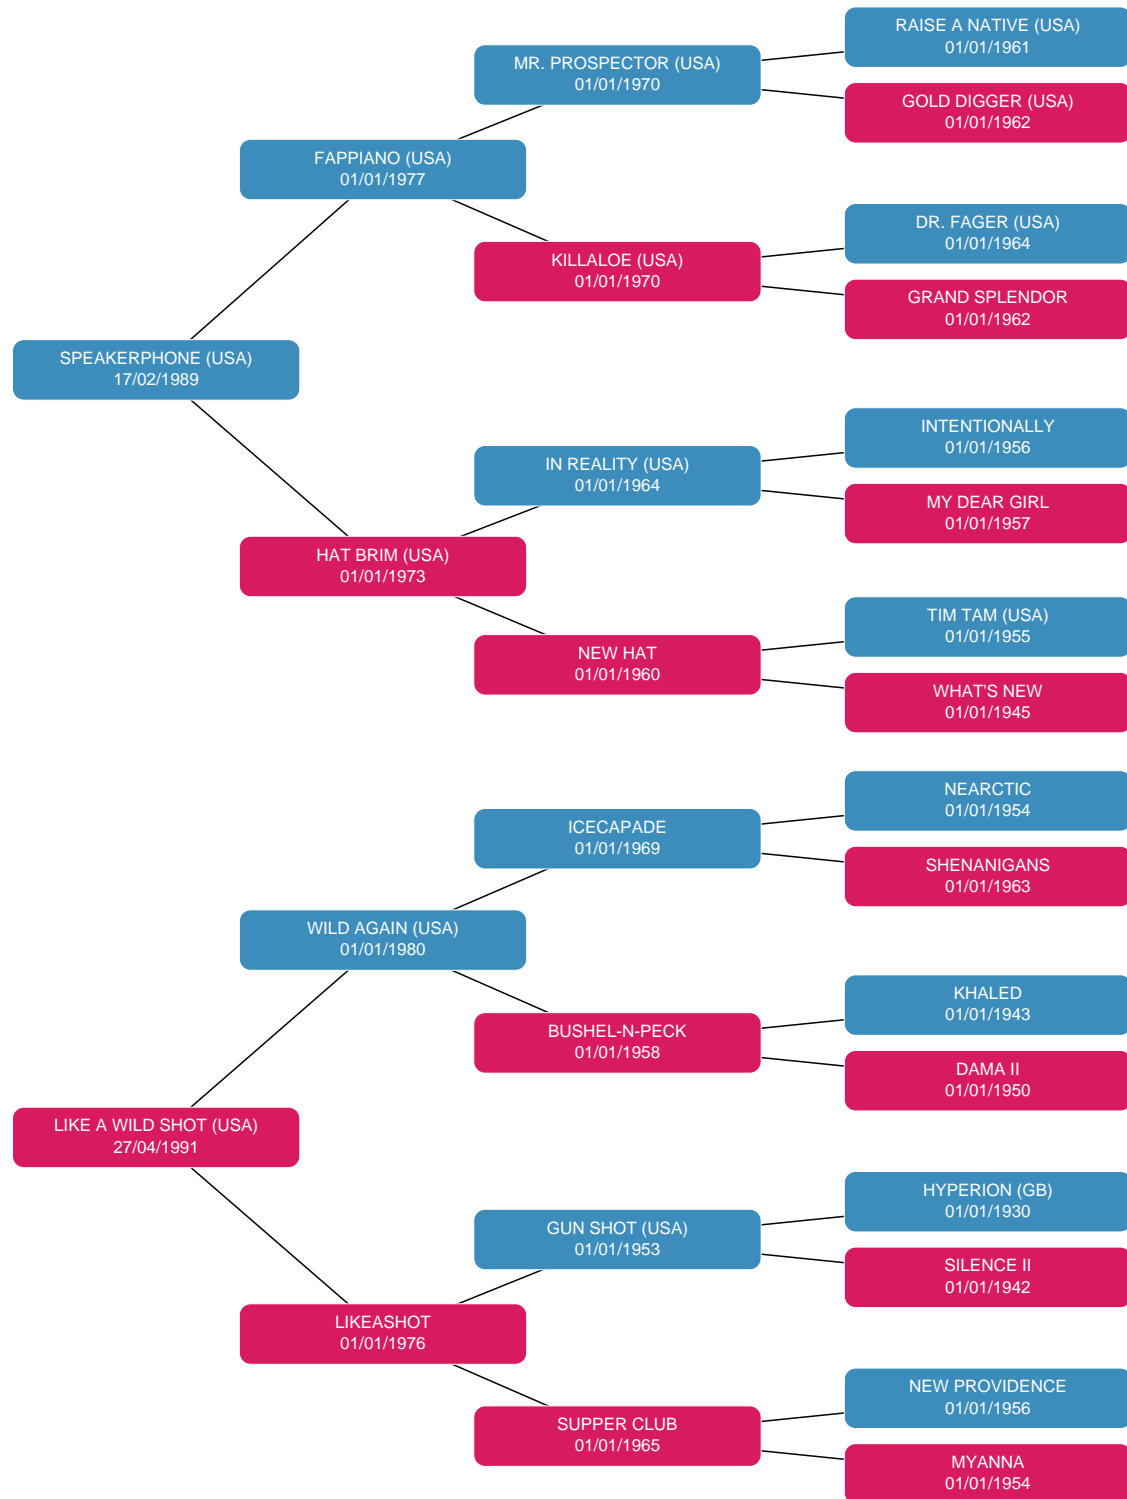 RAISE A NATIVE (USA)
01/01/1961
MR. PROSPECTOR (USA)
01/01/1970
GOLD DIGGER (USA)
01/01/1962
FAPPIANO (USA)
01/01/1977
DR. FAGER (USA)
01/01/1964
KILLALOE (USA)
01/01/1970
GRAND SPLENDOR
01/01/1962
SPEAKERPHONE (USA)
17/02/1989
INTENTIONALLY
01/01/1956
IN REALITY (USA)
01/01/1964
MY DEAR GIRL
01/01/1957
HAT BRIM (USA)
01/01/1973
TIM TAM (USA)
01/01/1955
NEW HAT
01/01/1960
WHAT'S NEW
01/01/1945
NEARCTIC
01/01/1954
ICECAPADE
01/01/1969
SHENANIGANS
01/01/1963
WILD AGAIN (USA)
01/01/1980
KHALED
01/01/1943
BUSHEL-N-PECK
01/01/1958
DAMA II
01/01/1950
LIKE A WILD SHOT (USA)
27/04/1991
HYPERION (GB)
01/01/1930
GUN SHOT (USA)
01/01/1953
SILENCE II
01/01/1942
LIKEASHOT
01/01/1976
NEW PROVIDENCE
01/01/1956
SUPPER CLUB
01/01/1965
MYANNA
01/01/1954